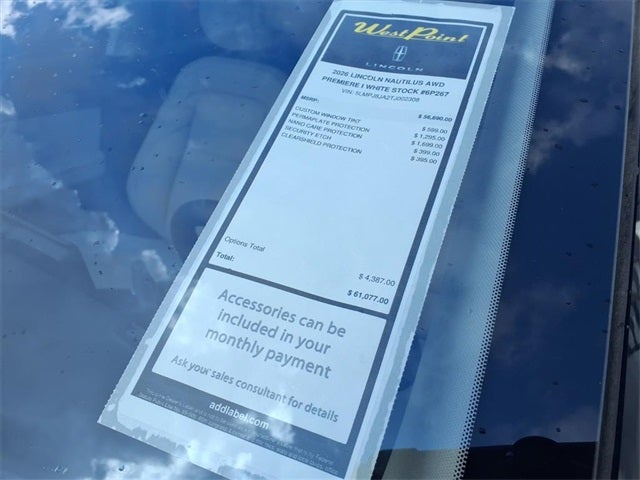 West Point
LINCOLN
2026 LINCOLN NAUTILUS AWD
PREMIERE I WHITE STOCK #6P267
MSRP: $ 56,690.00
CUSTOM WINDOW TINT $ 599.00
PERMAPLATE PROTECTION $ 1,295.00
NANO CARE PROTECTION $ 1,699.00
SECURITY ETCH $ 399.00
CLEARSHIELD PROTECTION $ 395.00
Options Total $ 4,387.00
Total: $ 61,077.00
Accessories can be
included in your
monthly payment
Ask your sales consultant for details
addlabel.com